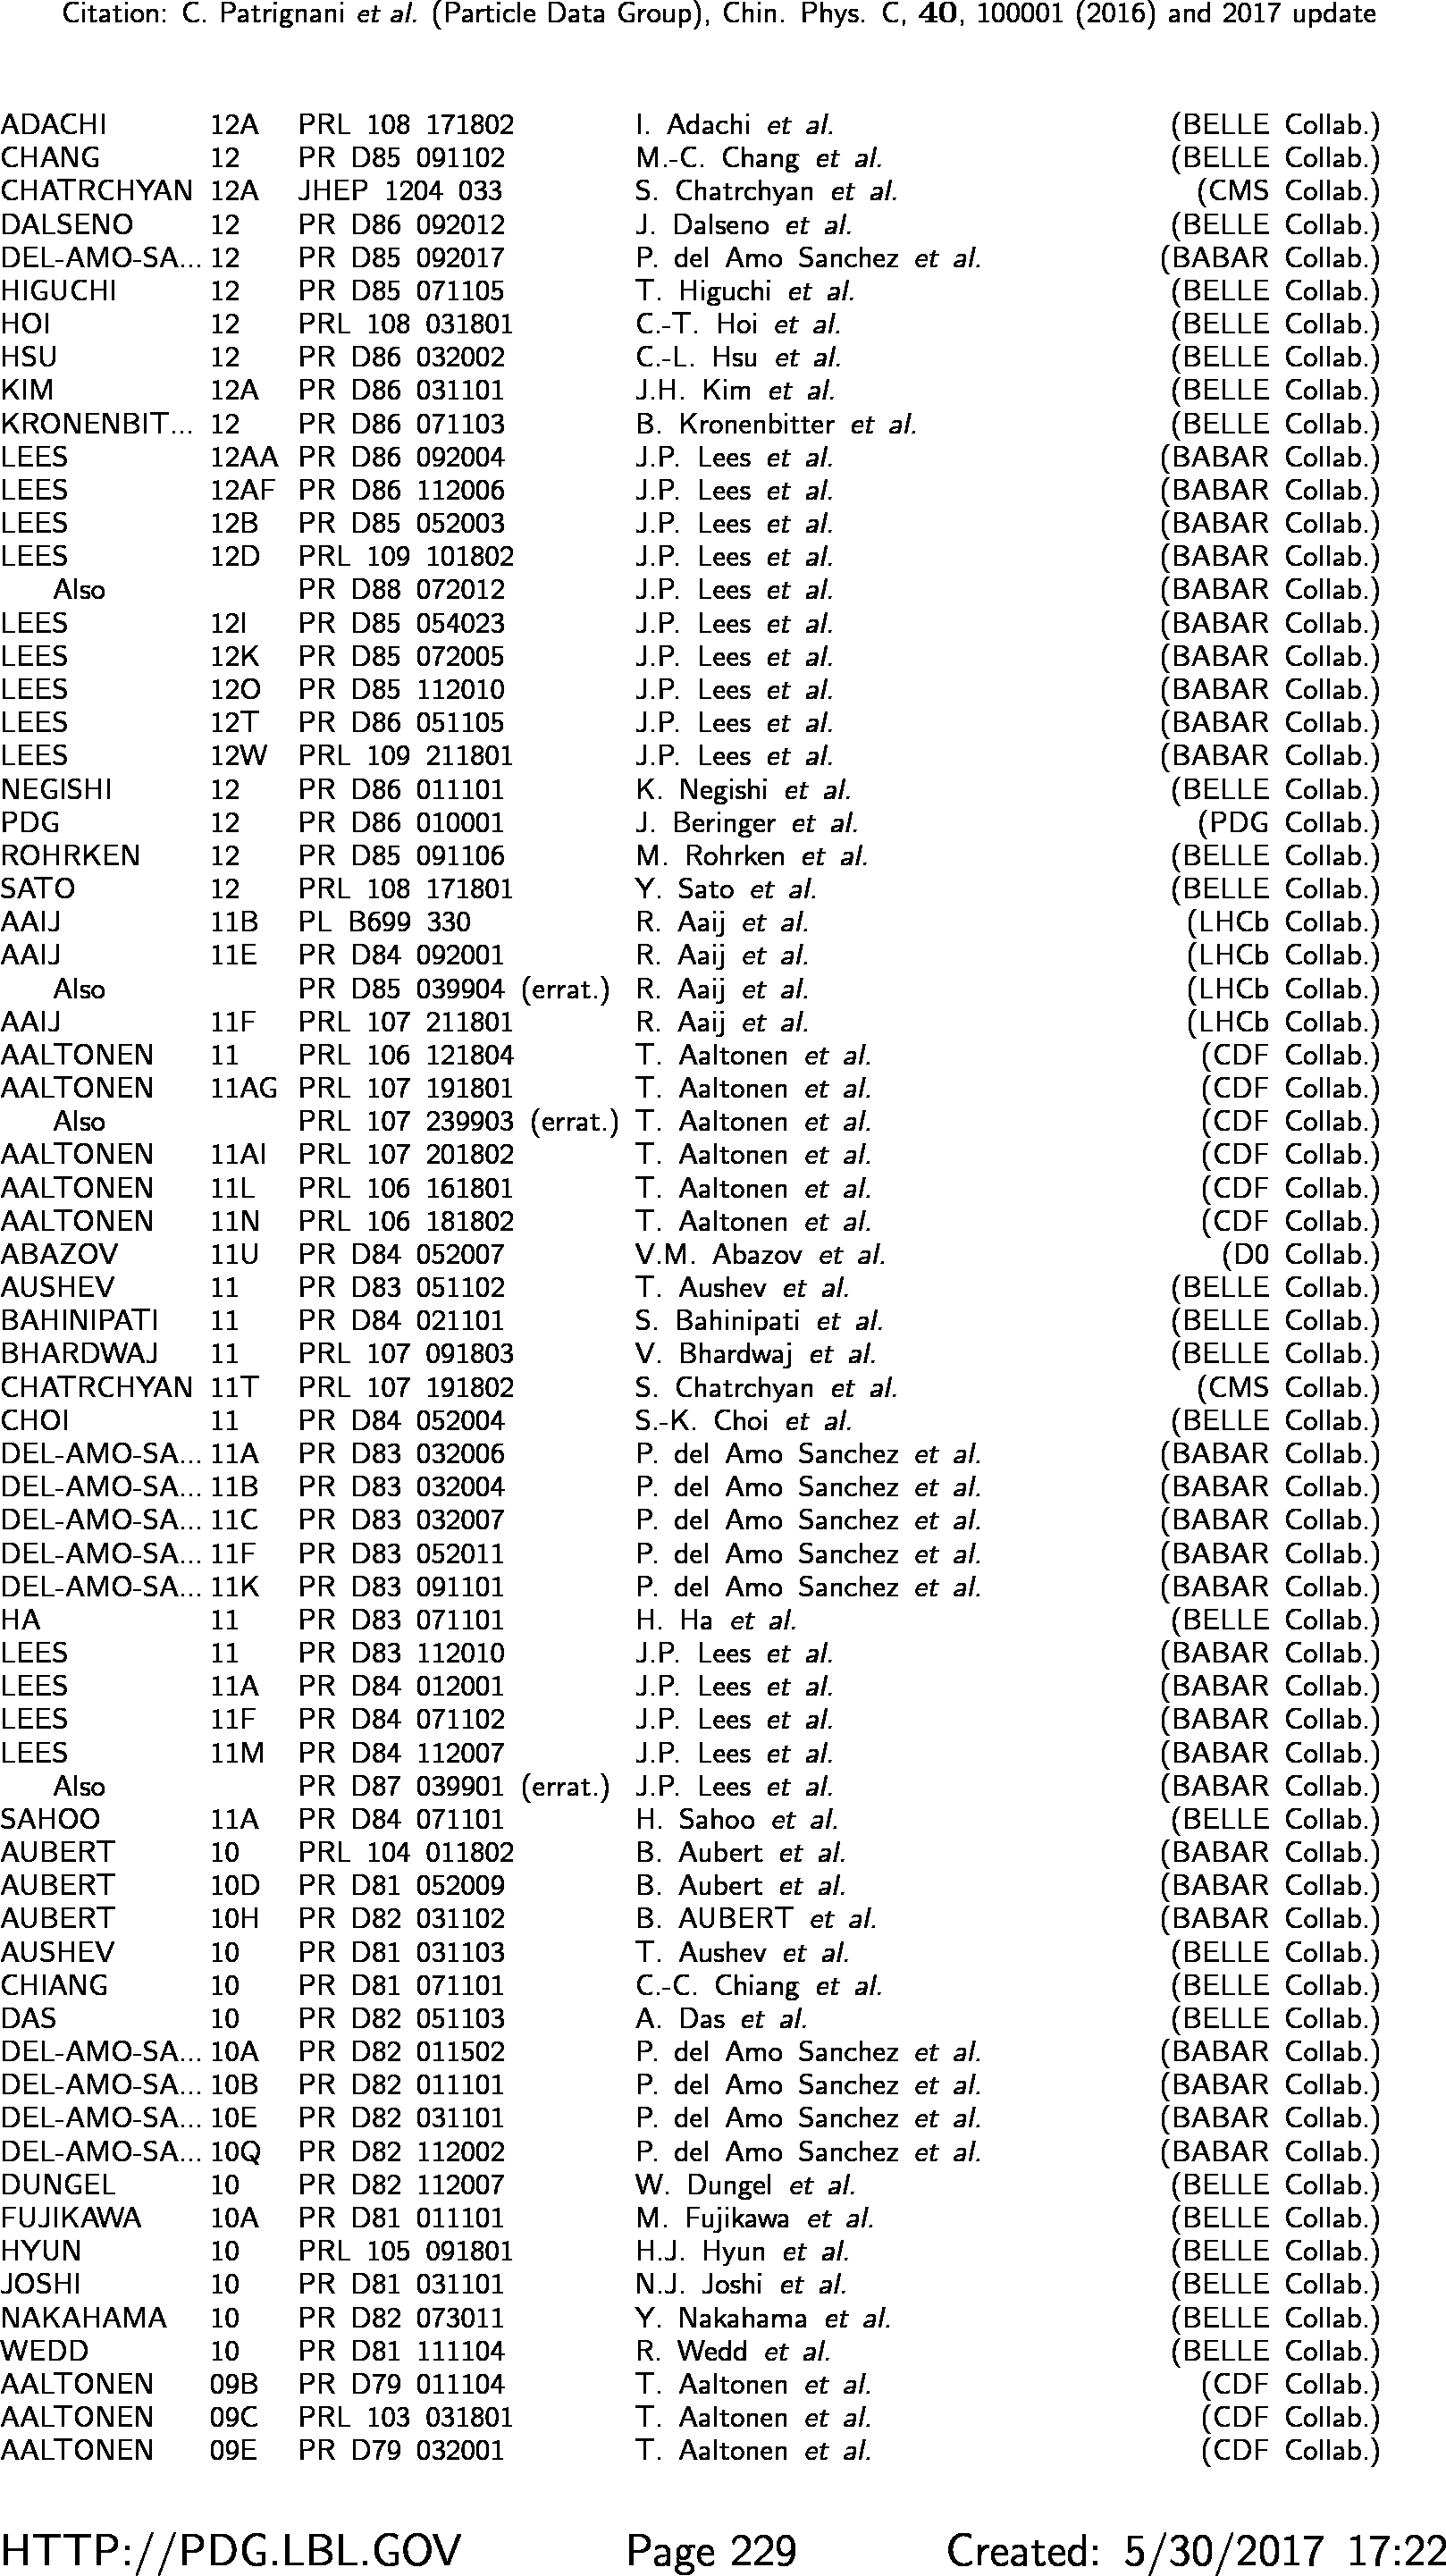 Citation: C. Patrignani et al. (Particle Data Group), Chin. Phys. C, 40, 100001 (2016) and 2017 update
ADACHI 12A PRL 108 171802 I. Adachi et al. (BELLE Collab.)
CHANG 12 PR D85 091102 M.-C. Chang et al. (BELLE Collab.)
CHATRCHYAN 12A JHEP 1204 033 S. Chatrchyan et al. (CMS Collab.)
DALSENO 12 PR D86 092012 J. Dalseno et al. (BELLE Collab.)
DEL-AMO-SA... 12 PR D85 092017 P. del Amo Sanchez et al. (BABAR Collab.)
HIGUCHI 12 PR D85 071105 T. Higuchi et al. (BELLE Collab.)
HOI 12 PRL 108 031801 C.-T. Hoi et al. (BELLE Collab.)
HSU 12 PR D86 032002 C.-L. Hsu et al. (BELLE Collab.)
KIM 12A PR D86 031101 J.H. Kim et al. (BELLE Collab.)
KRONENBIT... 12 PR D86 071103 B. Kronenbitter et al. (BELLE Collab.)
LEES 12AA PR D86 092004 J.P. Lees et al. (BABAR Collab.)
LEES 12AF PR D86 112006 J.P. Lees et al. (BABAR Collab.)
LEES 12B PR D85 052003 J.P. Lees et al. (BABAR Collab.)
LEES 12D PRL 109 101802 J.P. Lees et al. (BABAR Collab.)
Also PR D88 072012 J.P. Lees et al. (BABAR Collab.)
LEES 12I PR D85 054023 J.P. Lees et al. (BABAR Collab.)
LEES 12K PR D85 072005 J.P. Lees et al. (BABAR Collab.)
LEES 12O PR D85 112010 J.P. Lees et al. (BABAR Collab.)
LEES 12T PR D86 051105 J.P. Lees et al. (BABAR Collab.)
LEES 12W PRL 109 211801 J.P. Lees et al. (BABAR Collab.)
NEGISHI 12 PR D86 011101 K. Negishi et al. (BELLE Collab.)
PDG 12 PR D86 010001 J. Beringer et al. (PDG Collab.)
ROHRKEN 12 PR D85 091106 M. Rohrken et al. (BELLE Collab.)
SATO 12 PRL 108 171801 Y. Sato et al. (BELLE Collab.)
AAIJ 11B PL B699 330 R. Aaij et al. (LHCb Collab.)
AAIJ 11E PR D84 092001 R. Aaij et al. (LHCb Collab.)
Also PR D85 039904 (errat.) R. Aaij et al. (LHCb Collab.)
AAIJ 11F PRL 107 211801 R. Aaij et al. (LHCb Collab.)
AALTONEN 11 PRL 106 121804 T. Aaltonen et al. (CDF Collab.)
AALTONEN 11AG PRL 107 191801 T. Aaltonen et al. (CDF Collab.)
Also PRL 107 239903 (errat.) T. Aaltonen et al. (CDF Collab.)
AALTONEN 11AI PRL 107 201802 T. Aaltonen et al. (CDF Collab.)
AALTONEN 11L PRL 106 161801 T. Aaltonen et al. (CDF Collab.)
AALTONEN 11N PRL 106 181802 T. Aaltonen et al. (CDF Collab.)
ABAZOV 11U PR D84 052007 V.M. Abazov et al. (D0 Collab.)
AUSHEV 11 PR D83 051102 T. Aushev et al. (BELLE Collab.)
BAHINIPATI 11 PR D84 021101 S. Bahinipati et al. (BELLE Collab.)
BHARDWAJ 11 PRL 107 091803 V. Bhardwaj et al. (BELLE Collab.)
CHATRCHYAN 11T PRL 107 191802 S. Chatrchyan et al. (CMS Collab.)
CHOI 11 PR D84 052004 S.-K. Choi et al. (BELLE Collab.)
DEL-AMO-SA... 11A PR D83 032006 P. del Amo Sanchez et al. (BABAR Collab.)
DEL-AMO-SA... 11B PR D83 032004 P. del Amo Sanchez et al. (BABAR Collab.)
DEL-AMO-SA... 11C PR D83 032007 P. del Amo Sanchez et al. (BABAR Collab.)
DEL-AMO-SA... 11F PR D83 052011 P. del Amo Sanchez et al. (BABAR Collab.)
DEL-AMO-SA... 11K PR D83 091101 P. del Amo Sanchez et al. (BABAR Collab.)
HA 11 PR D83 071101 H. Ha et al. (BELLE Collab.)
LEES 11 PR D83 112010 J.P. Lees et al. (BABAR Collab.)
LEES 11A PR D84 012001 J.P. Lees et al. (BABAR Collab.)
LEES 11F PR D84 071102 J.P. Lees et al. (BABAR Collab.)
LEES 11M PR D84 112007 J.P. Lees et al. (BABAR Collab.)
Also PR D87 039901 (errat.) J.P. Lees et al. (BABAR Collab.)
SAHOO 11A PR D84 071101 H. Sahoo et al. (BELLE Collab.)
AUBERT 10 PRL 104 011802 B. Aubert et al. (BABAR Collab.)
AUBERT 10D PR D81 052009 B. Aubert et al. (BABAR Collab.)
AUBERT 10H PR D82 031102 B. AUBERT et al. (BABAR Collab.)
AUSHEV 10 PR D81 031103 T. Aushev et al. (BELLE Collab.)
CHIANG 10 PR D81 071101 C.-C. Chiang et al. (BELLE Collab.)
DAS 10 PR D82 051103 A. Das et al. (BELLE Collab.)
DEL-AMO-SA... 10A PR D82 011502 P. del Amo Sanchez et al. (BABAR Collab.)
DEL-AMO-SA... 10B PR D82 011101 P. del Amo Sanchez et al. (BABAR Collab.)
DEL-AMO-SA... 10E PR D82 031101 P. del Amo Sanchez et al. (BABAR Collab.)
DEL-AMO-SA... 10Q PR D82 112002 P. del Amo Sanchez et al. (BABAR Collab.)
DUNGEL 10 PR D82 112007 W. Dungel et al. (BELLE Collab.)
FUJIKAWA 10A PR D81 011101 M. Fujikawa et al. (BELLE Collab.)
HYUN 10 PRL 105 091801 H.J. Hyun et al. (BELLE Collab.)
JOSHI 10 PR D81 031101 N.J. Joshi et al. (BELLE Collab.)
NAKAHAMA 10 PR D82 073011 Y. Nakahama et al. (BELLE Collab.)
WEDD 10 PR D81 111104 R. Wedd et al. (BELLE Collab.)
AALTONEN 09B PR D79 011104 T. Aaltonen et al. (CDF Collab.)
AALTONEN 09C PRL 103 031801 T. Aaltonen et al. (CDF Collab.)
AALTONEN 09E PR D79 032001 T. Aaltonen et al. (CDF Collab.)
HTTP://PDG.LBL.GOV Page 229 Created: 5/30/2017 17:22